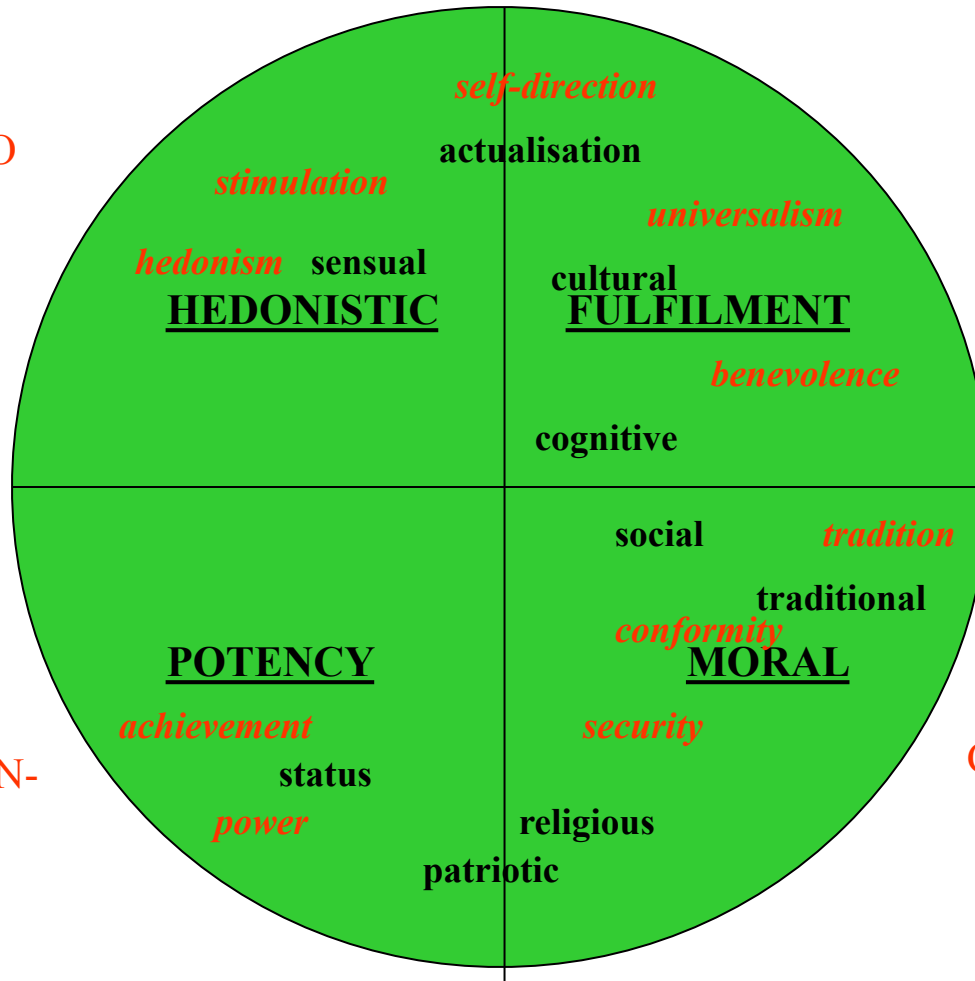 self-direction
O
actualisation
stimulation
universalism
hedonism sensual
cultural
HEDONISTIC FULFILMENT
benevolence
cognitive
social tradition
traditional
conformity
POTENCY MORAL
achievement security
status
N-
power religious
patriotic